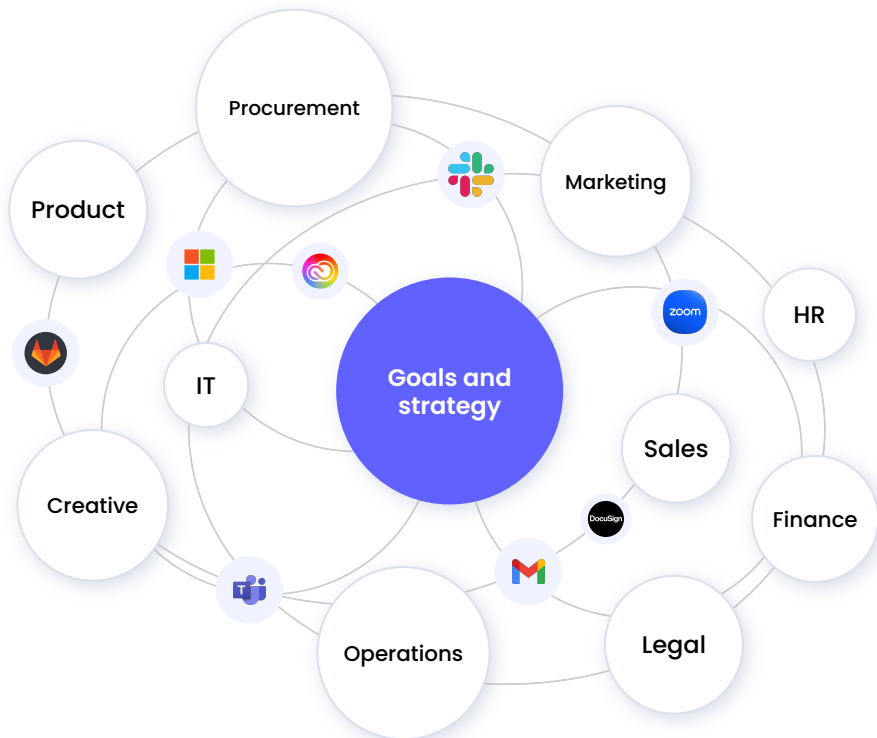 Procurement
Marketing
Product
zoom
HR
IT
Goals and
strategy
Sales
Creative
DocuSign
Finance
T
Operations
Legal